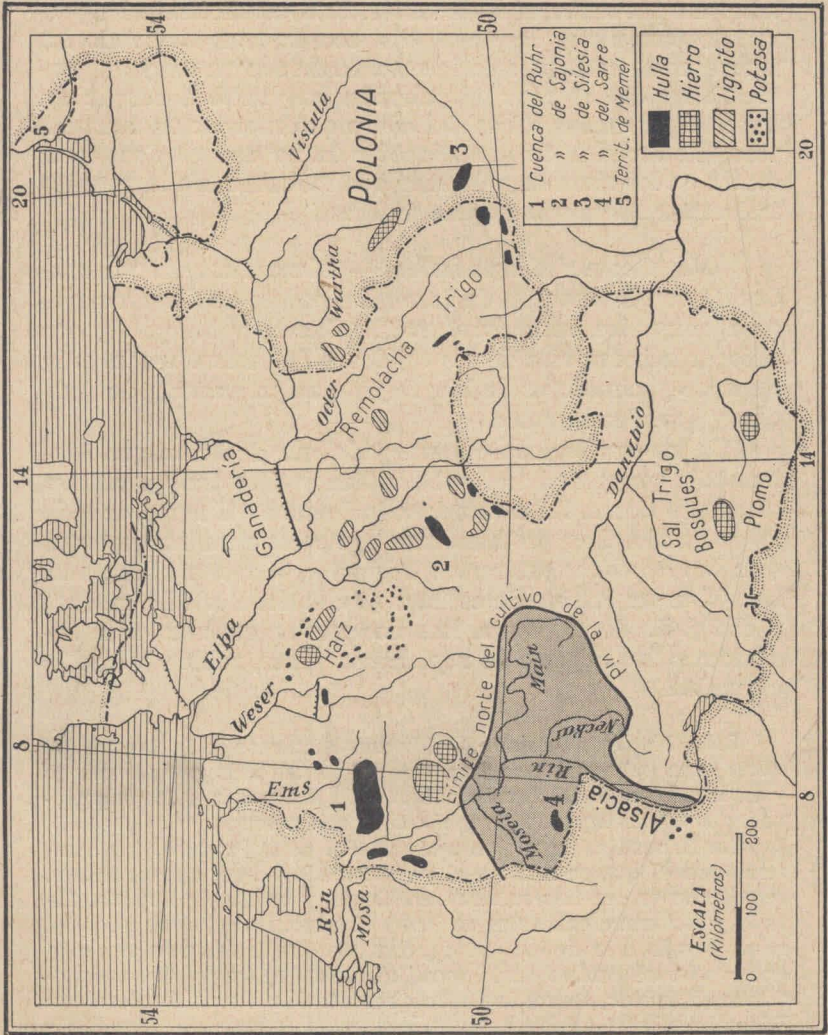 54
50
5
20
20
14
14
8
8
54
50
1 Cuenca del Ruhr
2 » de Sajonia
3 » de Silesia
4 » del Sarre
5 Territ. de Memel
Hulla
Hierro
Lignito
Potasa
Vístula
POLONIA
3
Wartha
Oder
Remolacha
Trigo
Ganadería
Elba
2
Harz
Weser
Ems
1
Rin
Mosa
Límite norte del cultivo de la vid
Main
Neckar
Rin
Mosela
4
Alsacia
Danubio
Sal Trigo
Bosques
Plomo
ESCALA
(Kilómetros)
0 100 200